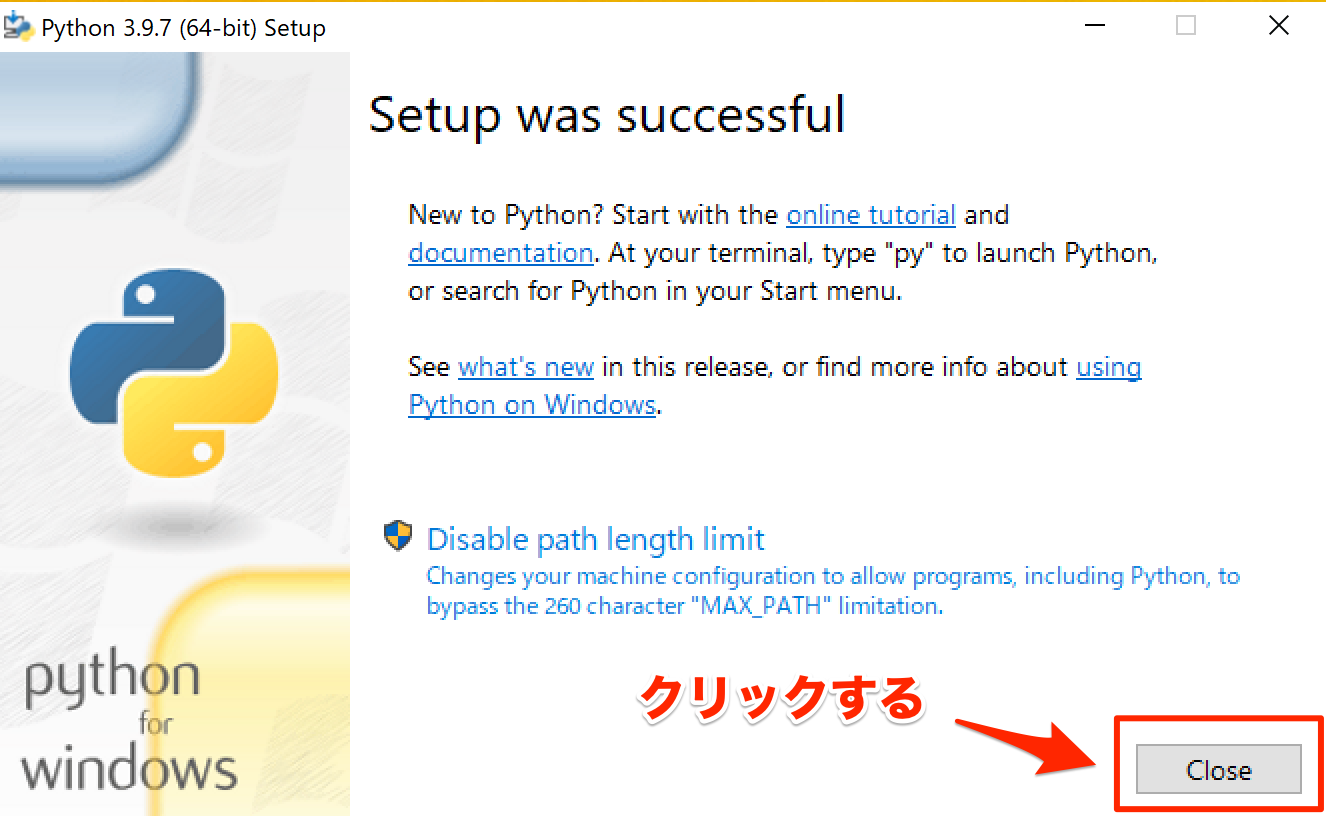 Python 3.9.7 (64-bit) Setup
Setup was successful
New to Python? Start with the online tutorial and
documentation. At your terminal, type "py" to launch Python,
or search for Python in your Start menu.
See what's new in this release, or find more info about using
Python on Windows.
Disable path length limit
Changes your machine configuration to allow programs, including Python, to
bypass the 260 character "MAX_PATH" limitation.
python
for
windows
クリックする
Close